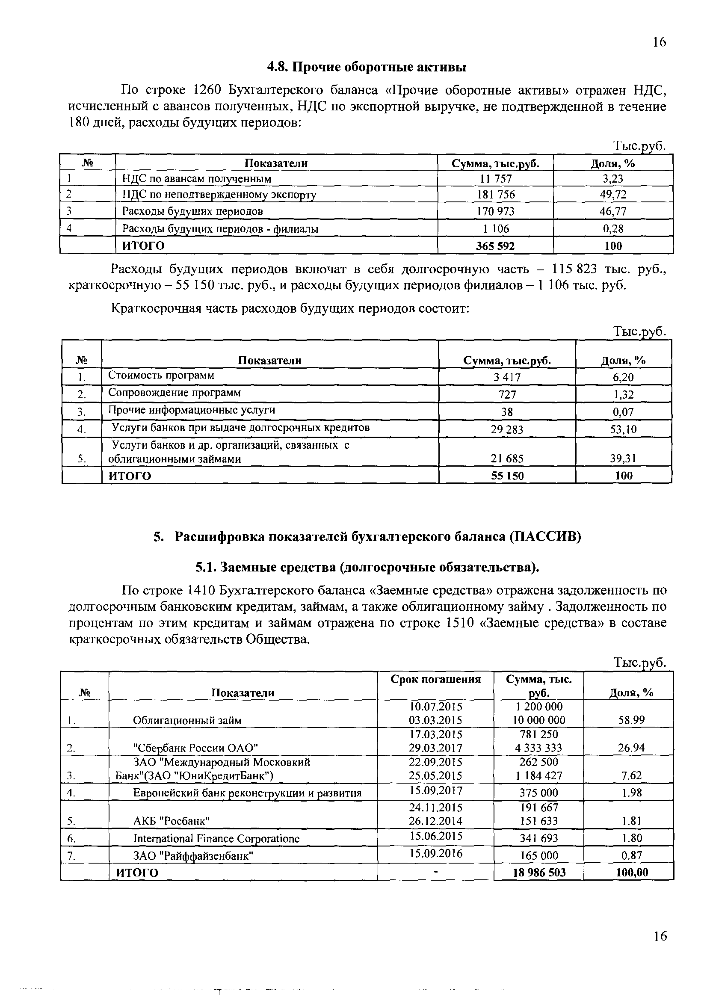 16
4.8. Прочие оборотные активы
По строке 1260 Бухгалтерского баланса «Прочие оборотные активы» отражен НДС,
исчисленный с авансов полученных, НДС по экспортной выручке, не подтвержденной в течение
180 дней, расходы будущих периодов:
Тыс.руб.
№ Показатели Сумма, тыс.руб. Доля, %
1 НДС по авансам полученным 11 757 3,23
2 НДС по неподтвержденному экспорту 181 756 49,72
3 Расходы будущих периодов 170 973 46,77
4 Расходы будущих периодов - филиалы 1 106 0,28
ИТОГО 365 592 100
Расходы будущих периодов включат в себя долгосрочную часть – 115 823 тыс. руб.,
краткосрочную – 55 150 тыс. руб., и расходы будущих периодов филиалов – 1 106 тыс. руб.
Краткосрочная часть расходов будущих периодов состоит:
Тыс.руб.
№ Показатели Сумма, тыс.руб. Доля, %
1. Стоимость программ 3 417 6,20
2. Сопровождение программ 727 1,32
3. Прочие информационные услуги 38 0,07
4. Услуги банков при выдаче долгосрочных кредитов 29 283 53,10
Услуги банков и др. организаций, связанных с
5. облигационными займами 21 685 39,31
ИТОГО 55 150 100
5. Расшифровка показателей бухгалтерского баланса (ПАССИВ)
5.1. Заемные средства (долгосрочные обязательства).
По строке 1410 Бухгалтерского баланса «Заемные средства» отражена задолженность по
долгосрочным банковским кредитам, займам, а также облигационному займу . Задолженность по
процентам по этим кредитам и займам отражена по строке 1510 «Заемные средства» в составе
краткосрочных обязательств Общества.
Тыс.руб.
Срок погашения Сумма, тыс.
№ Показатели руб. Доля, %
10.07.2015 1 200 000
1. Облигационный займ 03.03.2015 10 000 000 58.99
17.03.2015 781 250
2. "Сбербанк России ОАО" 29.03.2017 4 333 333 26.94
ЗАО "Международный Московкий 22.09.2015 262 500
3. Банк"(ЗАО "ЮниКредитБанк") 25.05.2015 1 184 427 7.62
4. Европейский банк реконструкции и развития 15.09.2017 375 000 1.98
24.11.2015 191 667
5. АКБ "Росбанк" 26.12.2014 151 633 1.81
6. International Finance Corporatione 15.06.2015 341 693 1.80
7. ЗАО "Райффайзенбанк" 15.09.2016 165 000 0.87
ИТОГО - 18 986 503 100,00
16